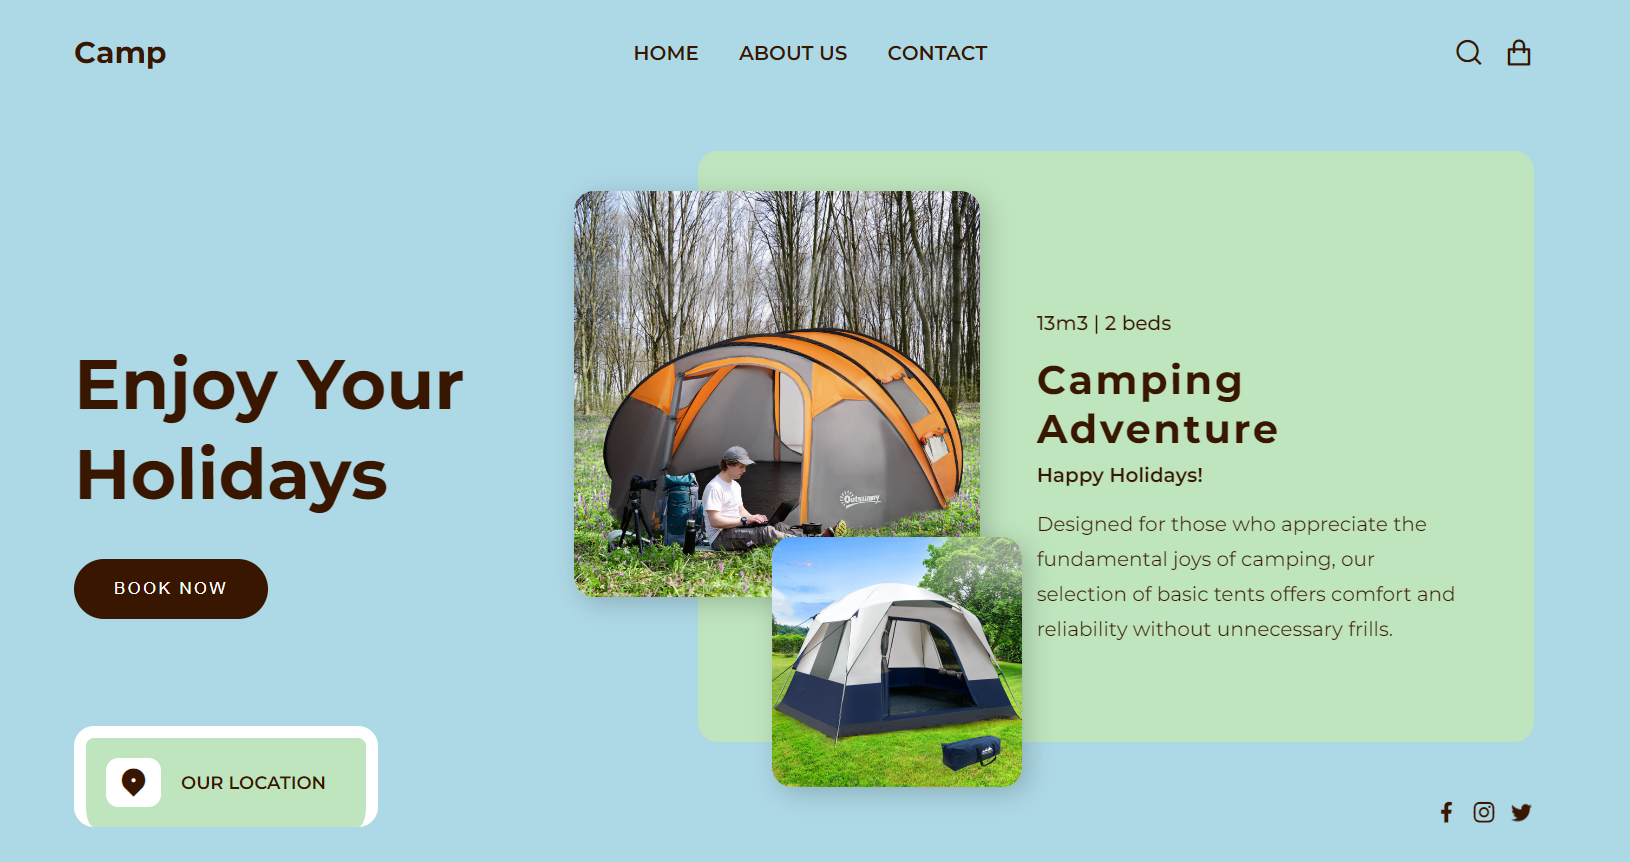 Camp
HOME
ABOUT US
CONTACT
Enjoy Your
Holidays
BOOK NOW
OUR LOCATION
Outsunny
13m3 | 2 beds
Camping
Adventure
Happy Holidays!
Designed for those who appreciate the
fundamental joys of camping, our
selection of basic tents offers comfort and
reliability without unnecessary frills.